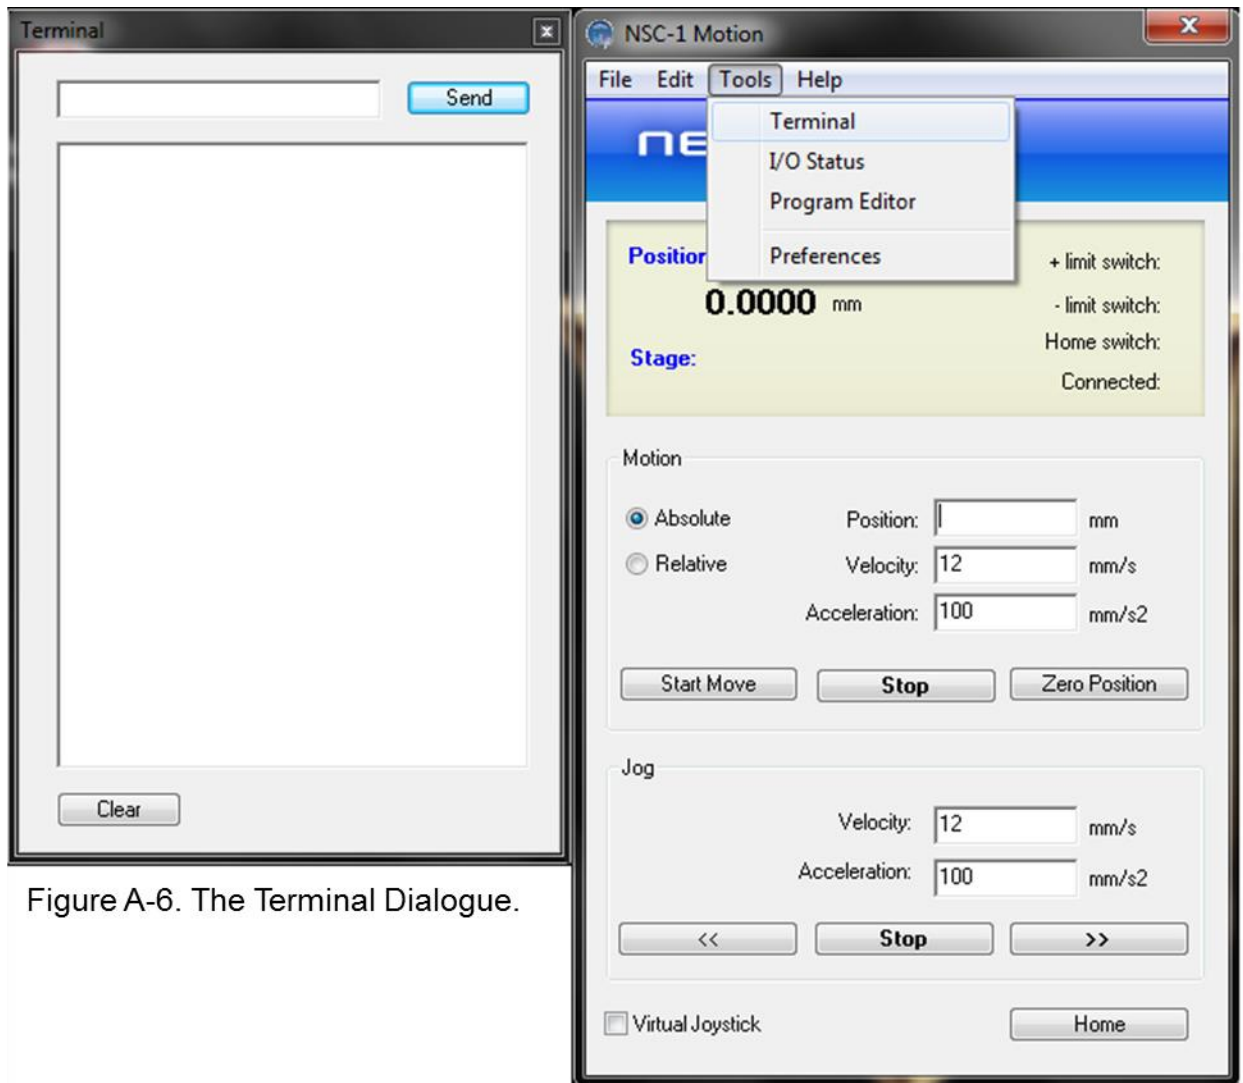 Terminal
Send
Clear
Figure A-6. The Terminal Dialogue.
NSC-1 Motion
File Edit Tools Help
Terminal
I/O Status
Program Editor
Preferences
+ limit switch:
0.0000 mm
- limit switch:
Home switch:
Stage:
Connected:
Motion
Absolute
Position: mm
Relative
Velocity: 12 mm/s
Acceleration: 100 mm/s2
Start Move Stop Zero Position
Jog
Velocity: 12 mm/s
Acceleration: 100 mm/s2
<< Stop >>
Virtual Joystick Home